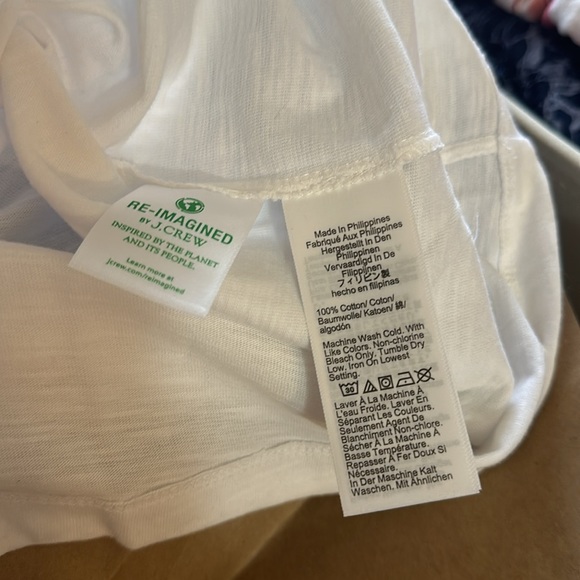 RE-IMAGINED
BY J.CREW
INSPIRED BY THE PLANET
AND ITS PEOPLE.
Learn more at
jcrew.com/reimagined
Made In Philippines
Fabriqué Aux Philippines
Hergestellt In Den
Philippinen
Vervaardigd In De
Filippijnen
フィリピン製
hecho en filipinas
100% Cotton/ Coton/
Baumwolle/ Katoen/ 綿/
algodón
Machine Wash Cold. With
Like Colors. Non-chlorine
Bleach Only. Tumble Dry
Low. Iron On Lowest
Setting.
30
Laver À La Machine À
L'eau Froide. Laver
Séparant Les Couleurs.
Seulement Agent De
Blanchiment Non-chlore.
Sécher À La Machine À
Basse Température.
Repasser À Fer Doux Si
Nécessaire.
In Der Maschine Kalt
Waschen. Mit Ähnlichen